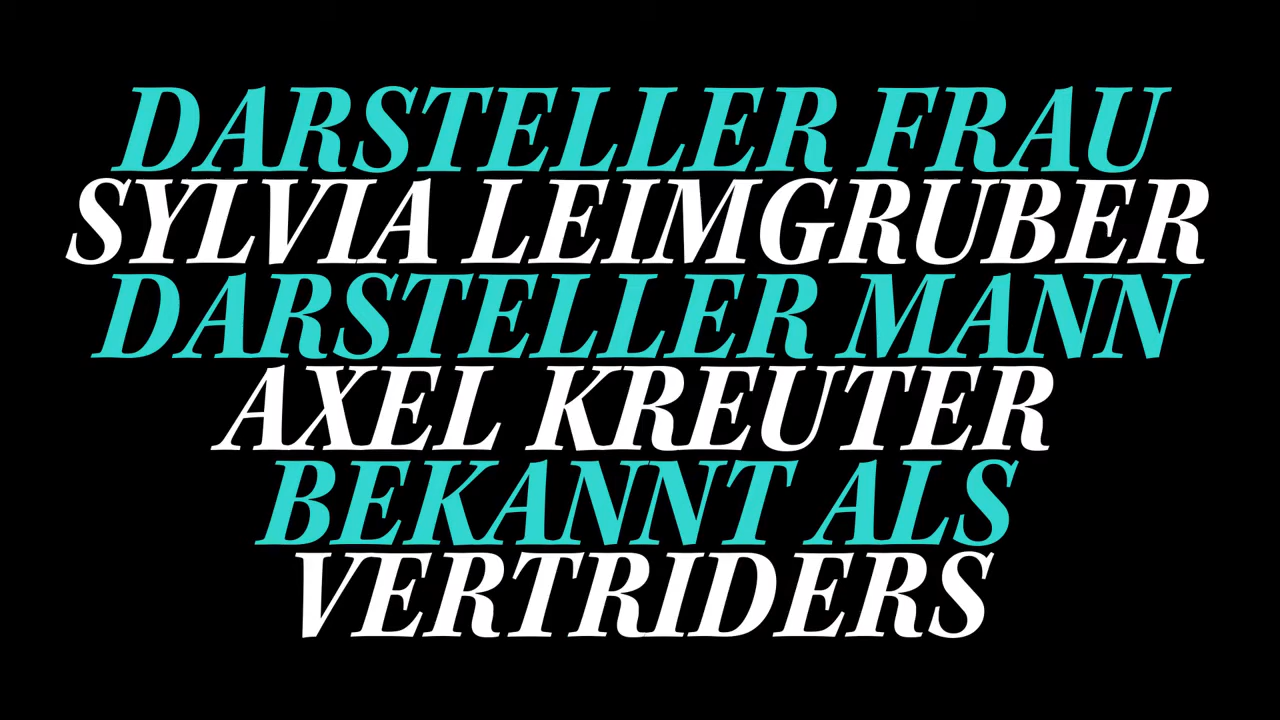 DARSTELLER FRAU
SYLVIA LEIMGRUBER
DARSTELLER MANN
AXEL KREUTER
BEKANNT ALS
VERTRIDERS